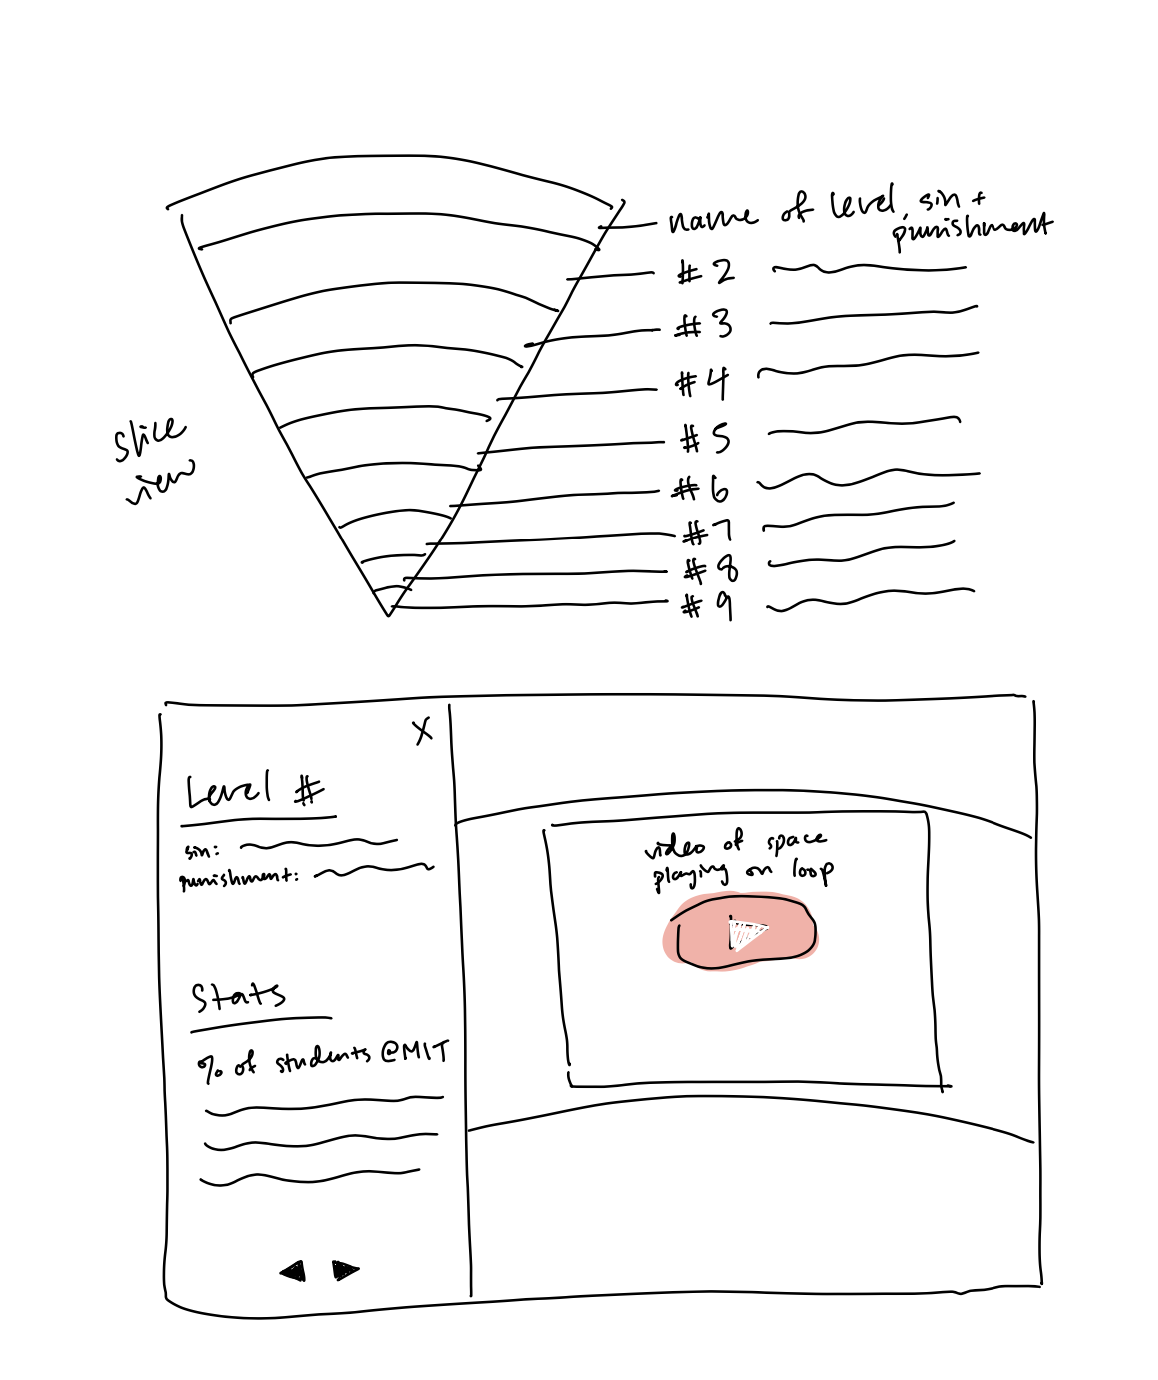 name of level, sin +
punishment
#2
#3
#4
#5
#6
#7
#8
#9
slice
view
X
Level #
sin:
punishment:
Stats
% of students @MIT
video of space
playing on loop